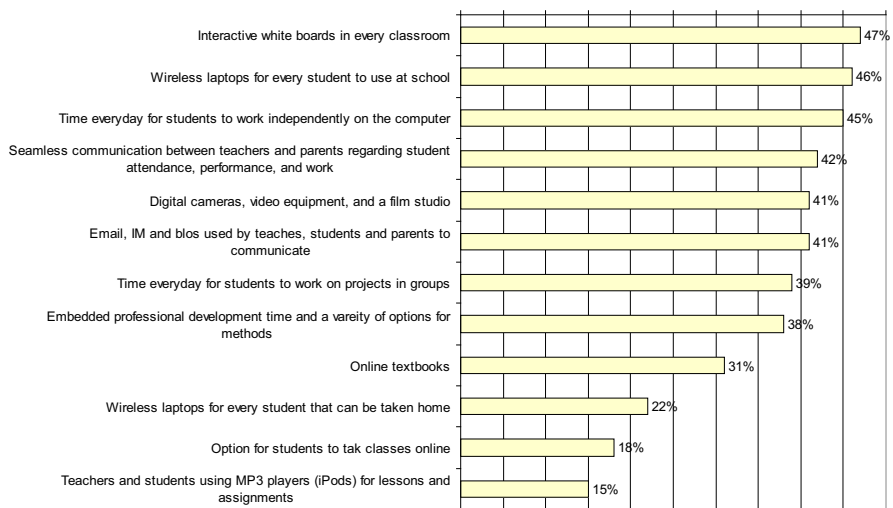 Interactive white boards in every classroom
47%
Wireless laptops for every student to use at school
46%
Time everyday for students to work independently on the computer
45%
Seamless communication between teachers and parents regarding student
attendance, performance, and work
42%
Digital cameras, video equipment, and a film studio
41%
Email, IM and blos used by teaches, students and parents to
communicate
41%
Time everyday for students to work on projects in groups
39%
Embedded professional development time and a vareity of options for
methods
38%
Online textbooks
31%
Wireless laptops for every student that can be taken home
22%
Option for students to tak classes online
18%
Teachers and students using MP3 players (iPods) for lessons and
assignments
15%